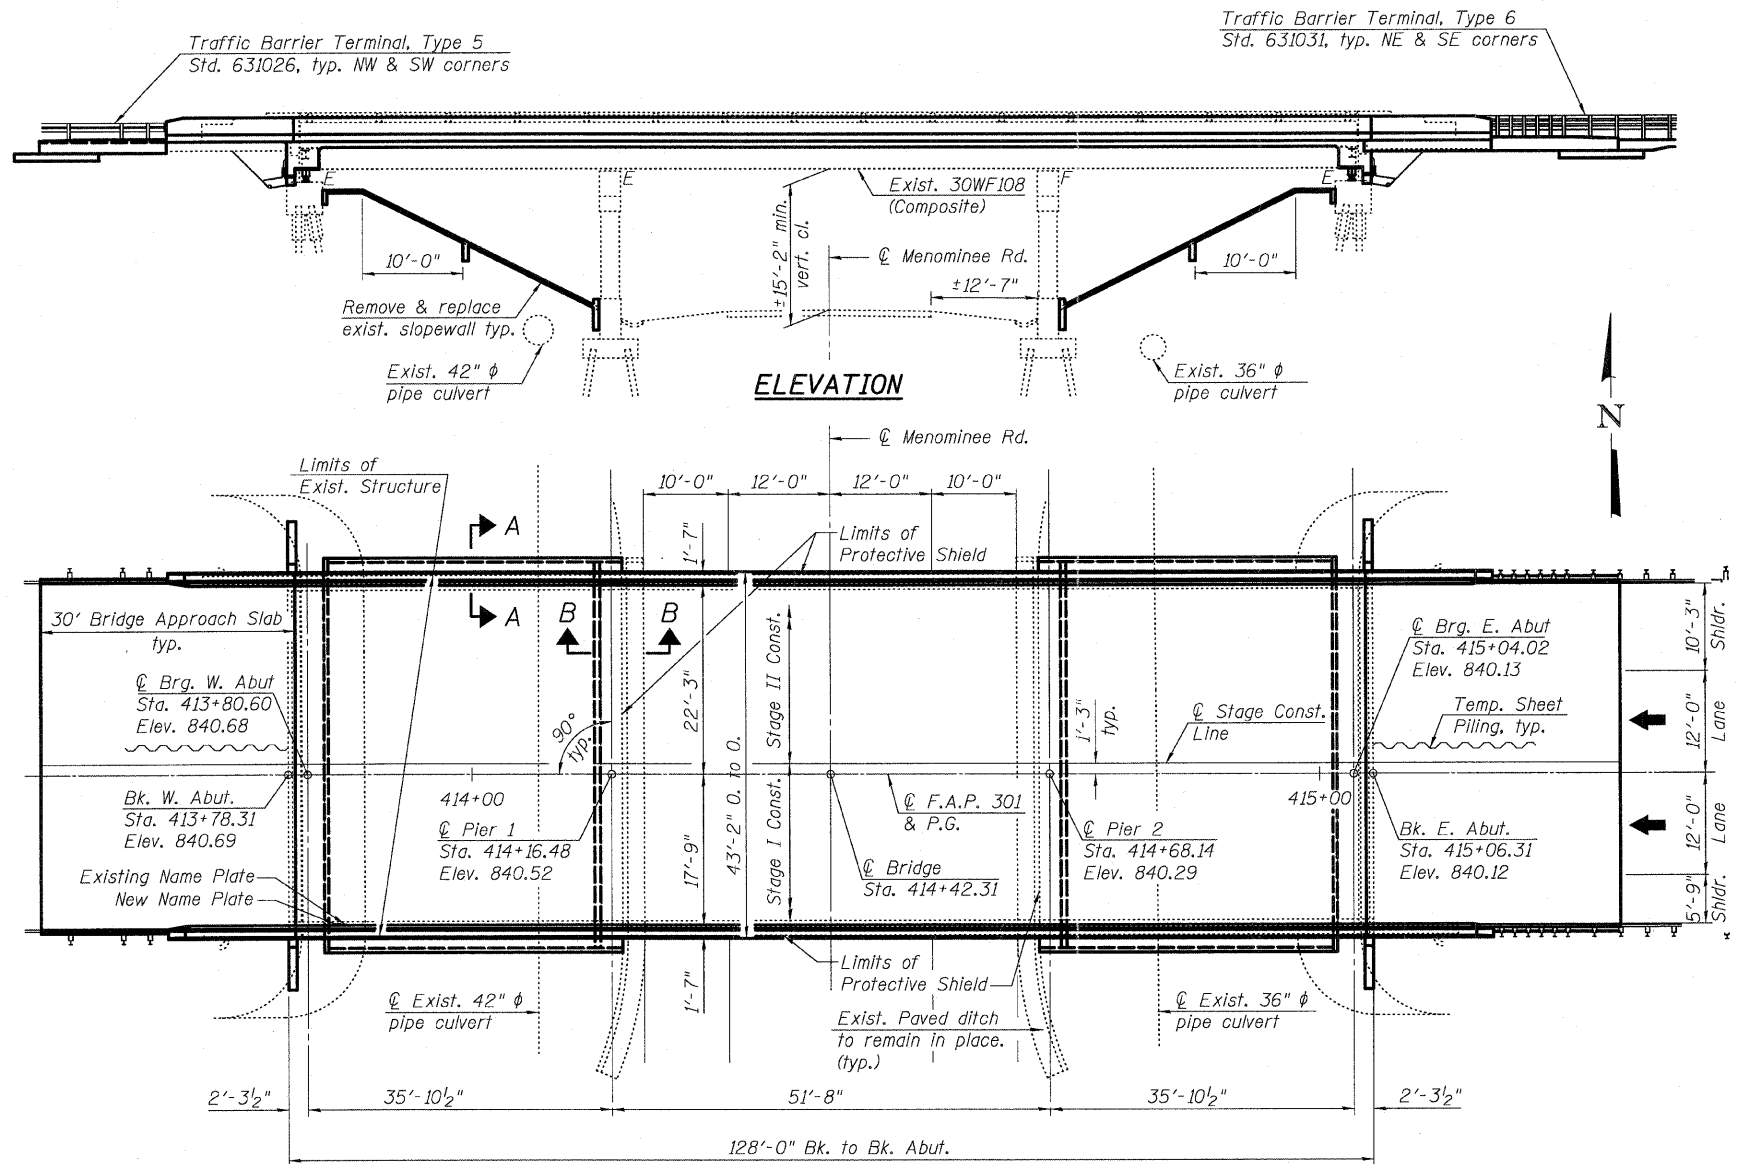 Traffic Barrier Terminal, Type 5
Std. 631026, typ. NW & SW corners
Traffic Barrier Terminal, Type 6
Std. 631031, typ. NE & SE corners
E
E
F
E
Exist. 30WF108
(Composite)
±15'-2" min.
vert. cl.
℄ Menominee Rd.
10'-0"
±12'-7"
10'-0"
Remove & replace
exist. slopewall typ.
Exist. 42" ϕ
pipe culvert
ELEVATION
Exist. 36" ϕ
pipe culvert
N
℄ Menominee Rd.
Limits of
Exist. Structure
10'-0"
12'-0"
12'-0"
10'-0"
A
Limits of
Protective Shield
1'-7"
A
B
B
30' Bridge Approach Slab
typ.
℄ Brg. W. Abut
Sta. 413+80.60
Elev. 840.68
90°
typ.
22'-3"
43'-2" O. to O.
Stage II Const.
1'-3"
typ.
℄ Stage Const.
Line
℄ Brg. E. Abut
Sta. 415+04.02
Elev. 840.13
Temp. Sheet
Piling, typ.
10'-3"
Shldr.
12'-0"
Lane
Bk. W. Abut.
Sta. 413+78.31
Elev. 840.69
414+00
℄ Pier 1
Sta. 414+16.48
Elev. 840.52
17'-9"
Stage I Const.
℄ F.A.P. 301
& P.G.
℄ Bridge
Sta. 414+42.31
℄ Pier 2
Sta. 414+68.14
Elev. 840.29
415+00
Bk. E. Abut.
Sta. 415+06.31
Elev. 840.12
12'-0"
Lane
5'-9"
Shldr.
Existing Name Plate
New Name Plate
1'-7"
Limits of
Protective Shield
℄ Exist. 42" ϕ
pipe culvert
Exist. Paved ditch
to remain in place.
(typ.)
℄ Exist. 36" ϕ
pipe culvert
2'-3½"
35'-10½"
51'-8"
35'-10½"
2'-3½"
128'-0" Bk. to Bk. Abut.